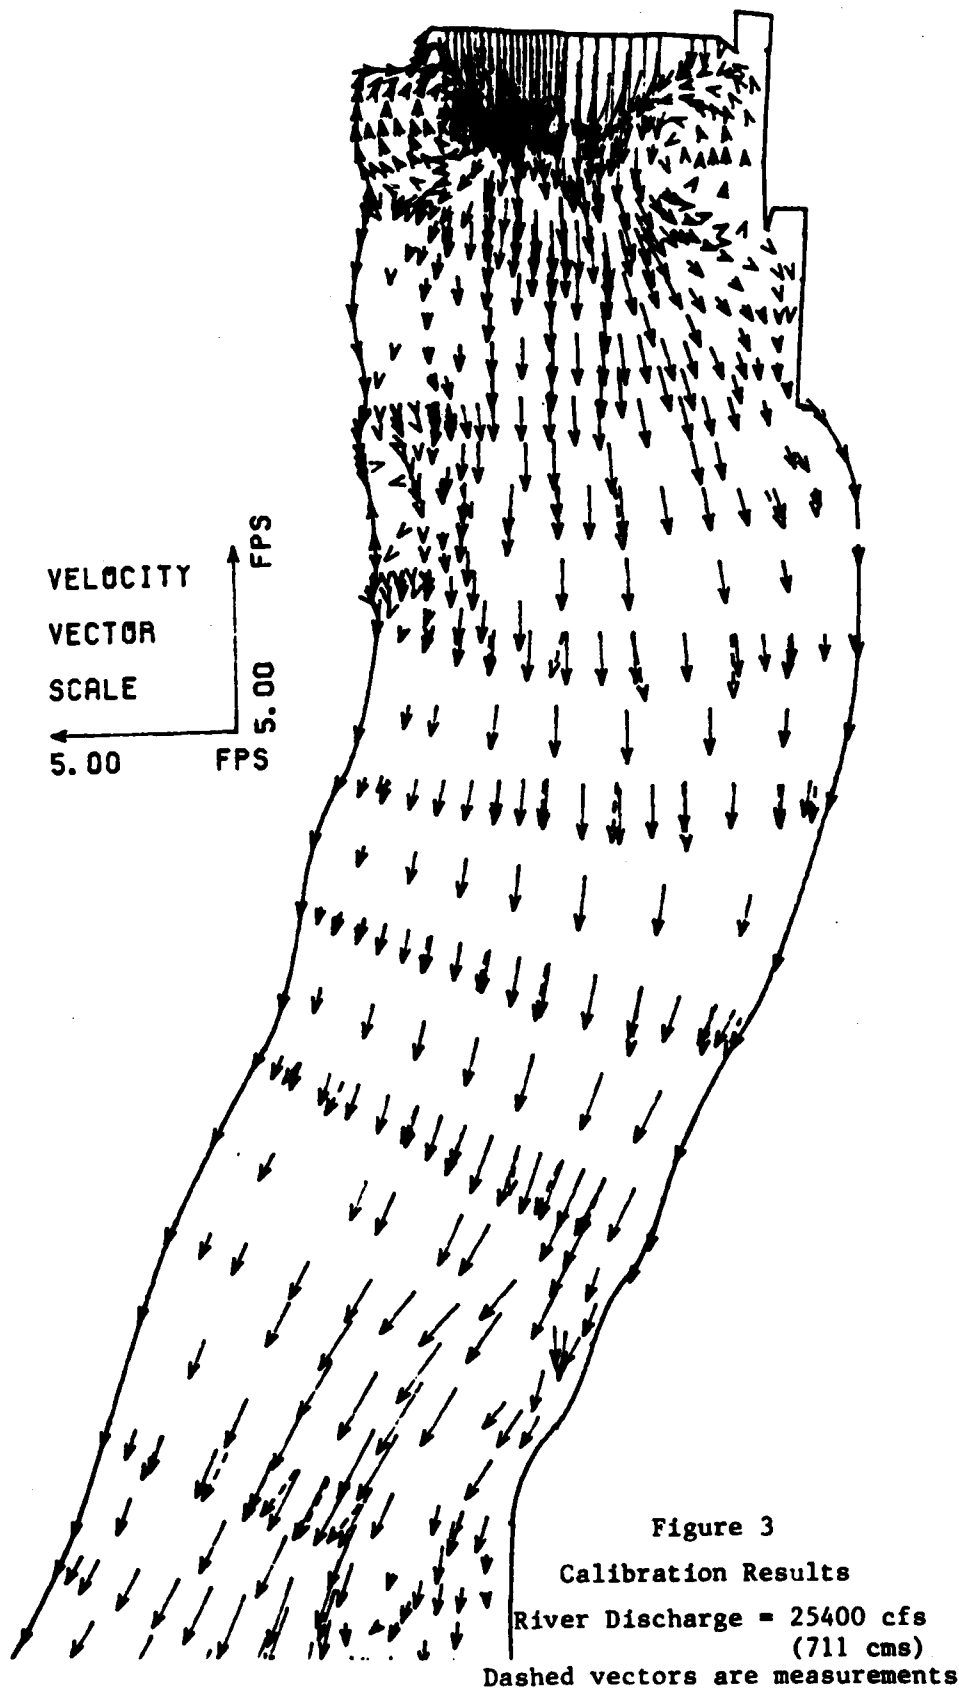 VELOCITY
VECTOR
SCALE
5.00 FPS
5.00 FPS
Figure 3
Calibration Results
River Discharge = 25400 cfs
(711 cms)
Dashed vectors are measurements